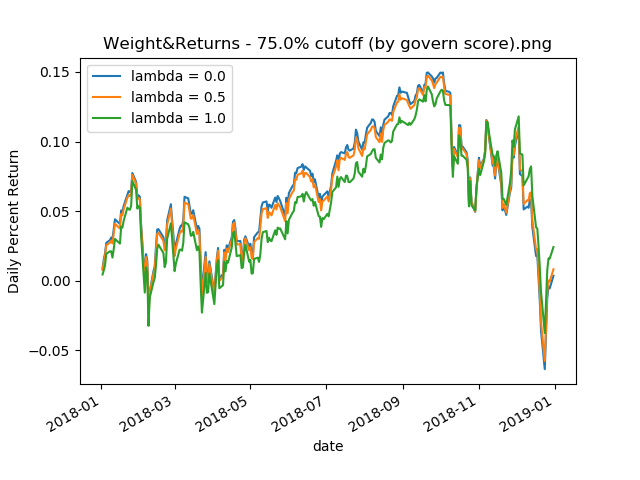 Weight&Returns - 75.0% cutoff (by govern score).png
lambda = 0.0
lambda = 0.5
lambda = 1.0
Daily Percent Return
0.15
0.10
0.05
0.00
−0.05
2018-01
2018-03
2018-05
2018-07
2018-09
2018-11
2019-01
date